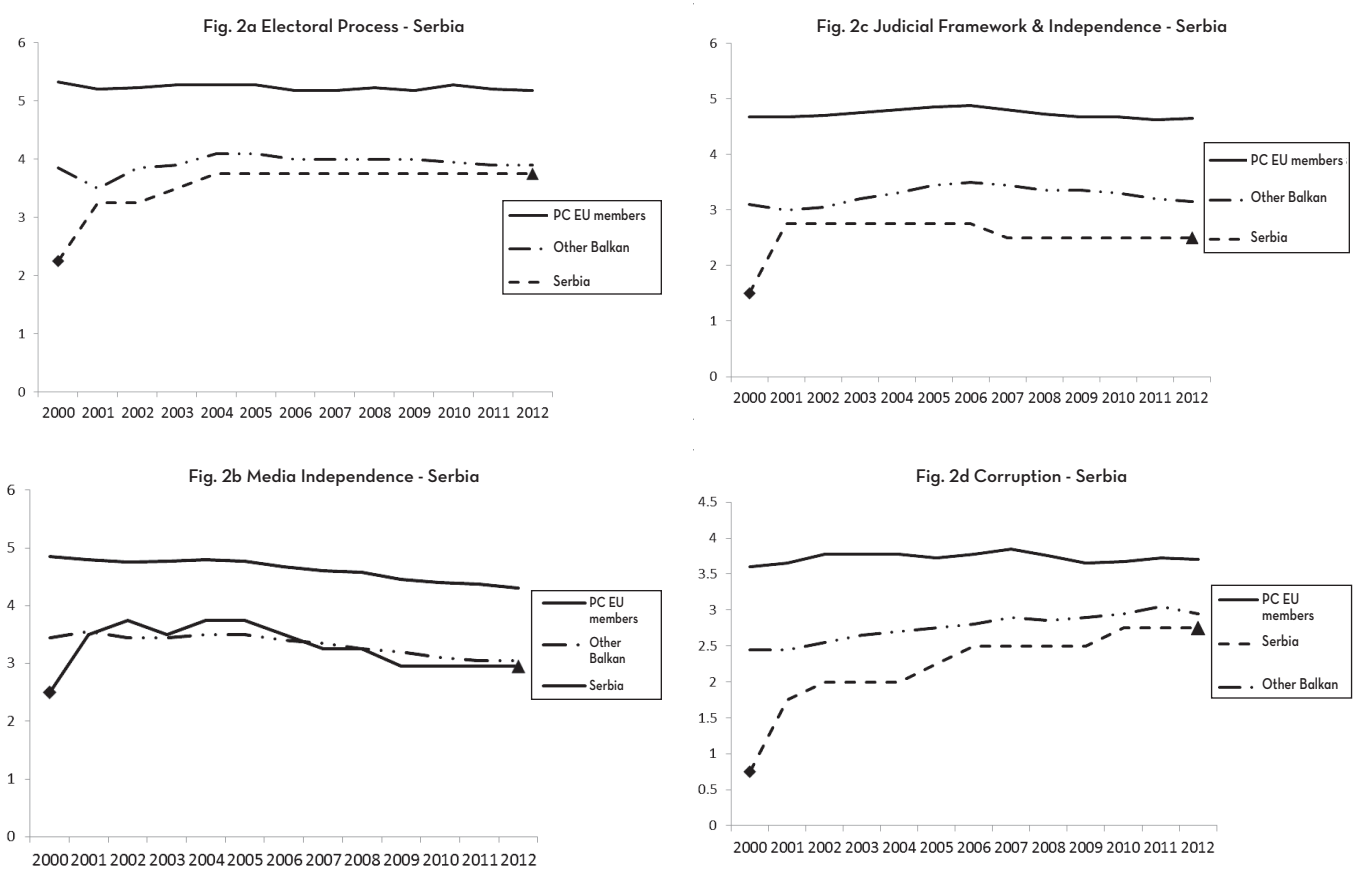 Fig. 2a Electoral Process - Serbia
6
5
4
3
2
1
0
2000 2001 2002 2003 2004 2005 2006 2007 2008 2009 2010 2011 2012
PC EU members
Other Balkan
Serbia
Fig. 2c Judicial Framework & Independence - Serbia
6
5
4
3
2
1
0
2000 2001 2002 2003 2004 2005 2006 2007 2008 2009 2010 2011 2012
PC EU members
Other Balkan
Serbia
Fig. 2b Media Independence - Serbia
6
5
4
3
2
1
0
2000 2001 2002 2003 2004 2005 2006 2007 2008 2009 2010 2011 2012
PC EU
members
Other
Balkan
Serbia
Fig. 2d Corruption - Serbia
4.5
4
3.5
3
2.5
2
1.5
1
0.5
0
2000 2001 2002 2003 2004 2005 2006 2007 2008 2009 2010 2011 2012
PC EU
members
Serbia
Other Balkan